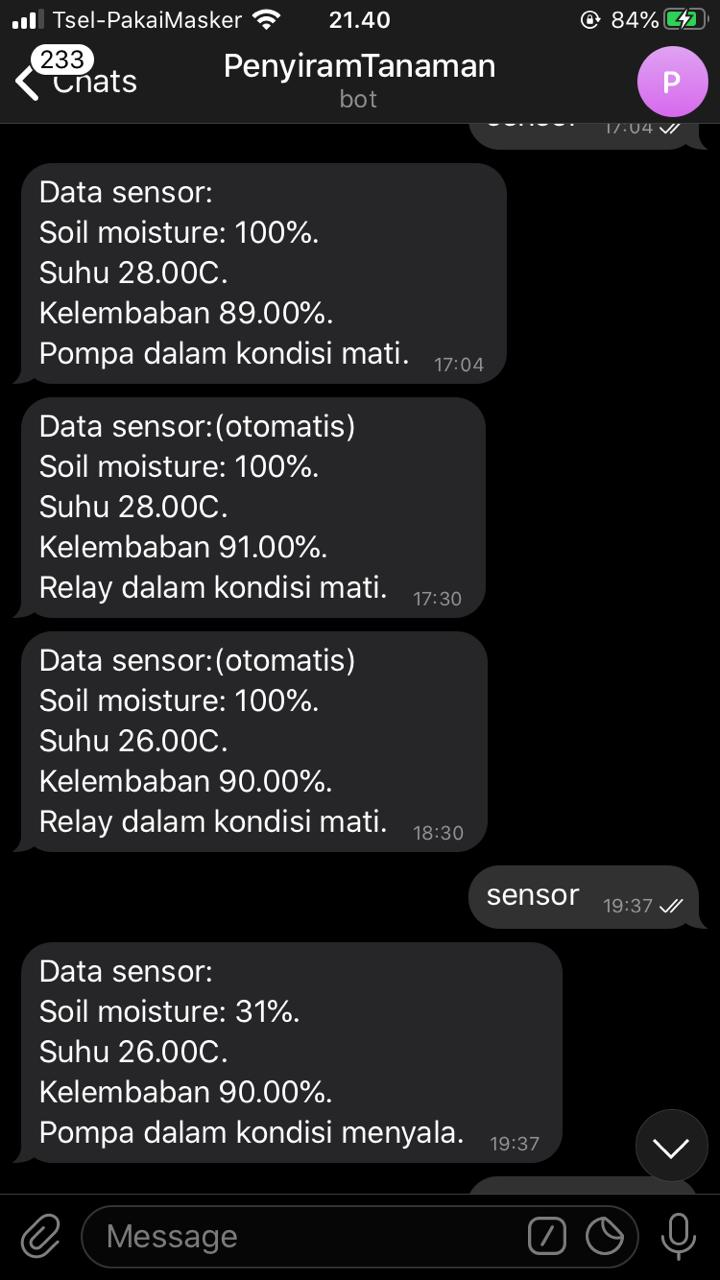 Tsel-PakaiMasker 21.40 84%
233
Chats
PenyiramTanaman
bot
P
sensor 17:04
Data sensor:
Soil moisture: 100%.
Suhu 28.00C.
Kelembaban 89.00%.
Pompa dalam kondisi mati. 17:04
Data sensor:(otomatis)
Soil moisture: 100%.
Suhu 28.00C.
Kelembaban 91.00%.
Relay dalam kondisi mati. 17:30
Data sensor:(otomatis)
Soil moisture: 100%.
Suhu 26.00C.
Kelembaban 90.00%.
Relay dalam kondisi mati. 18:30
sensor 19:37
Data sensor:
Soil moisture: 31%.
Suhu 26.00C.
Kelembaban 90.00%.
Pompa dalam kondisi menyala. 19:37
Message